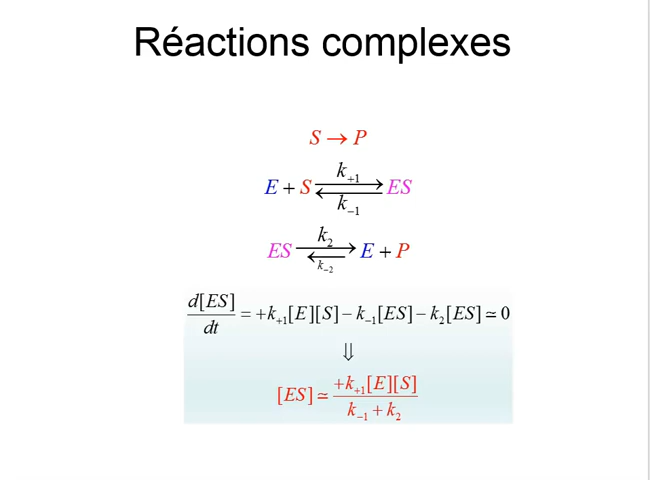 Réactions complexes
S → P
k₊₁
E + S ⇄ ES
k₋₁
k₂
ES ⇄ E + P
k₋₂
d[ES]/dt = +k₊₁[E][S] − k₋₁[ES] − k₂[ES] ≃ 0
⇓
[ES] ≃ +k₊₁[E][S] / k₋₁ + k₂